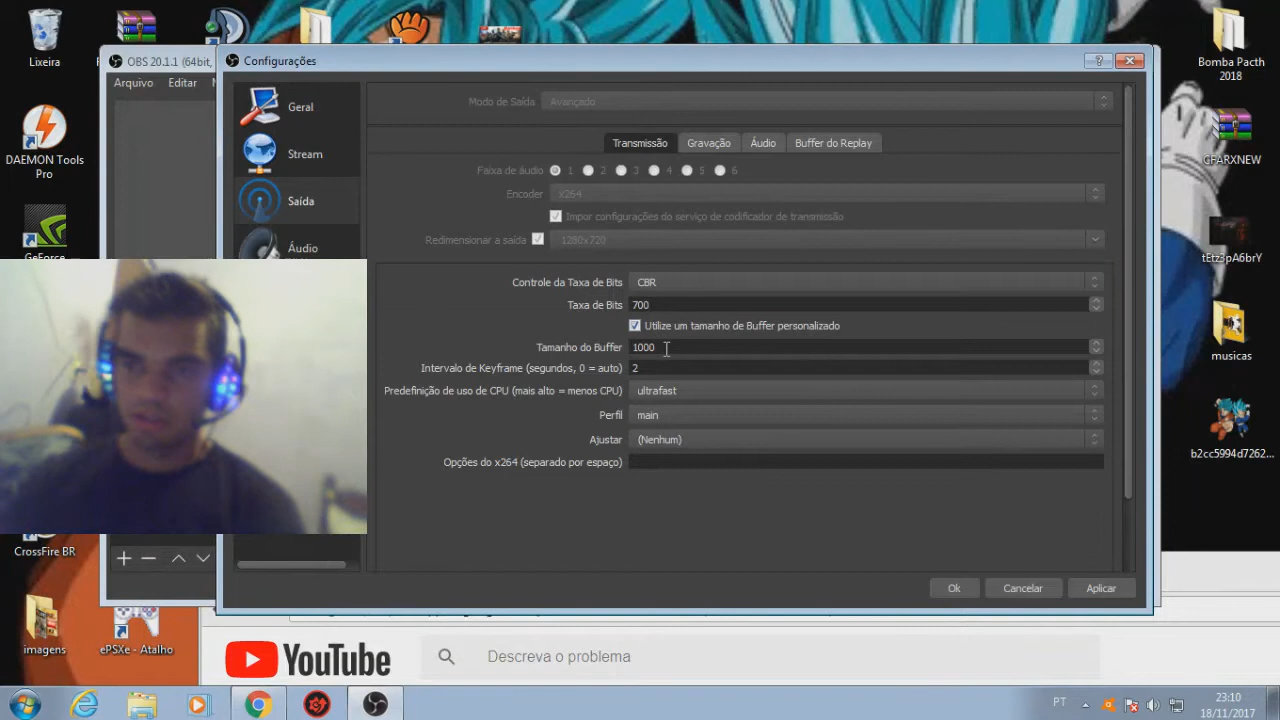 Lixeira
DAEMON Tools
Pro
GeForce
CrossFire BR
imagens
ePSXe - Atalho
OBS 20.1.1 (64bit,
Arquivo Editar
Configurações
Geral
Stream
Saída
Áudio
Modo de Saída Avançado
Transmissão Gravação Áudio Buffer do Replay
Faixa de áudio 1 2 3 4 5 6
Encoder x264
Impor configurações do serviço de codificador de transmissão
Redimensionar a saída 1280x720
Controle da Taxa de Bits CBR
Taxa de Bits 700
Utilize um tamanho de Buffer personalizado
Tamanho do Buffer 1000
Intervalo de Keyframe (segundos, 0 = auto) 2
Predefinição de uso de CPU (mais alto = menos CPU) ultrafast
Perfil main
Ajustar (Nenhum)
Opções do x264 (separado por espaço)
Ok Cancelar Aplicar
Bomba Pacth
2018
CFARXNEW
tEtz3pA6brY
musicas
b2cc5994d7262...
YouTube
Descreva o problema
PT
23:10
18/11/2017